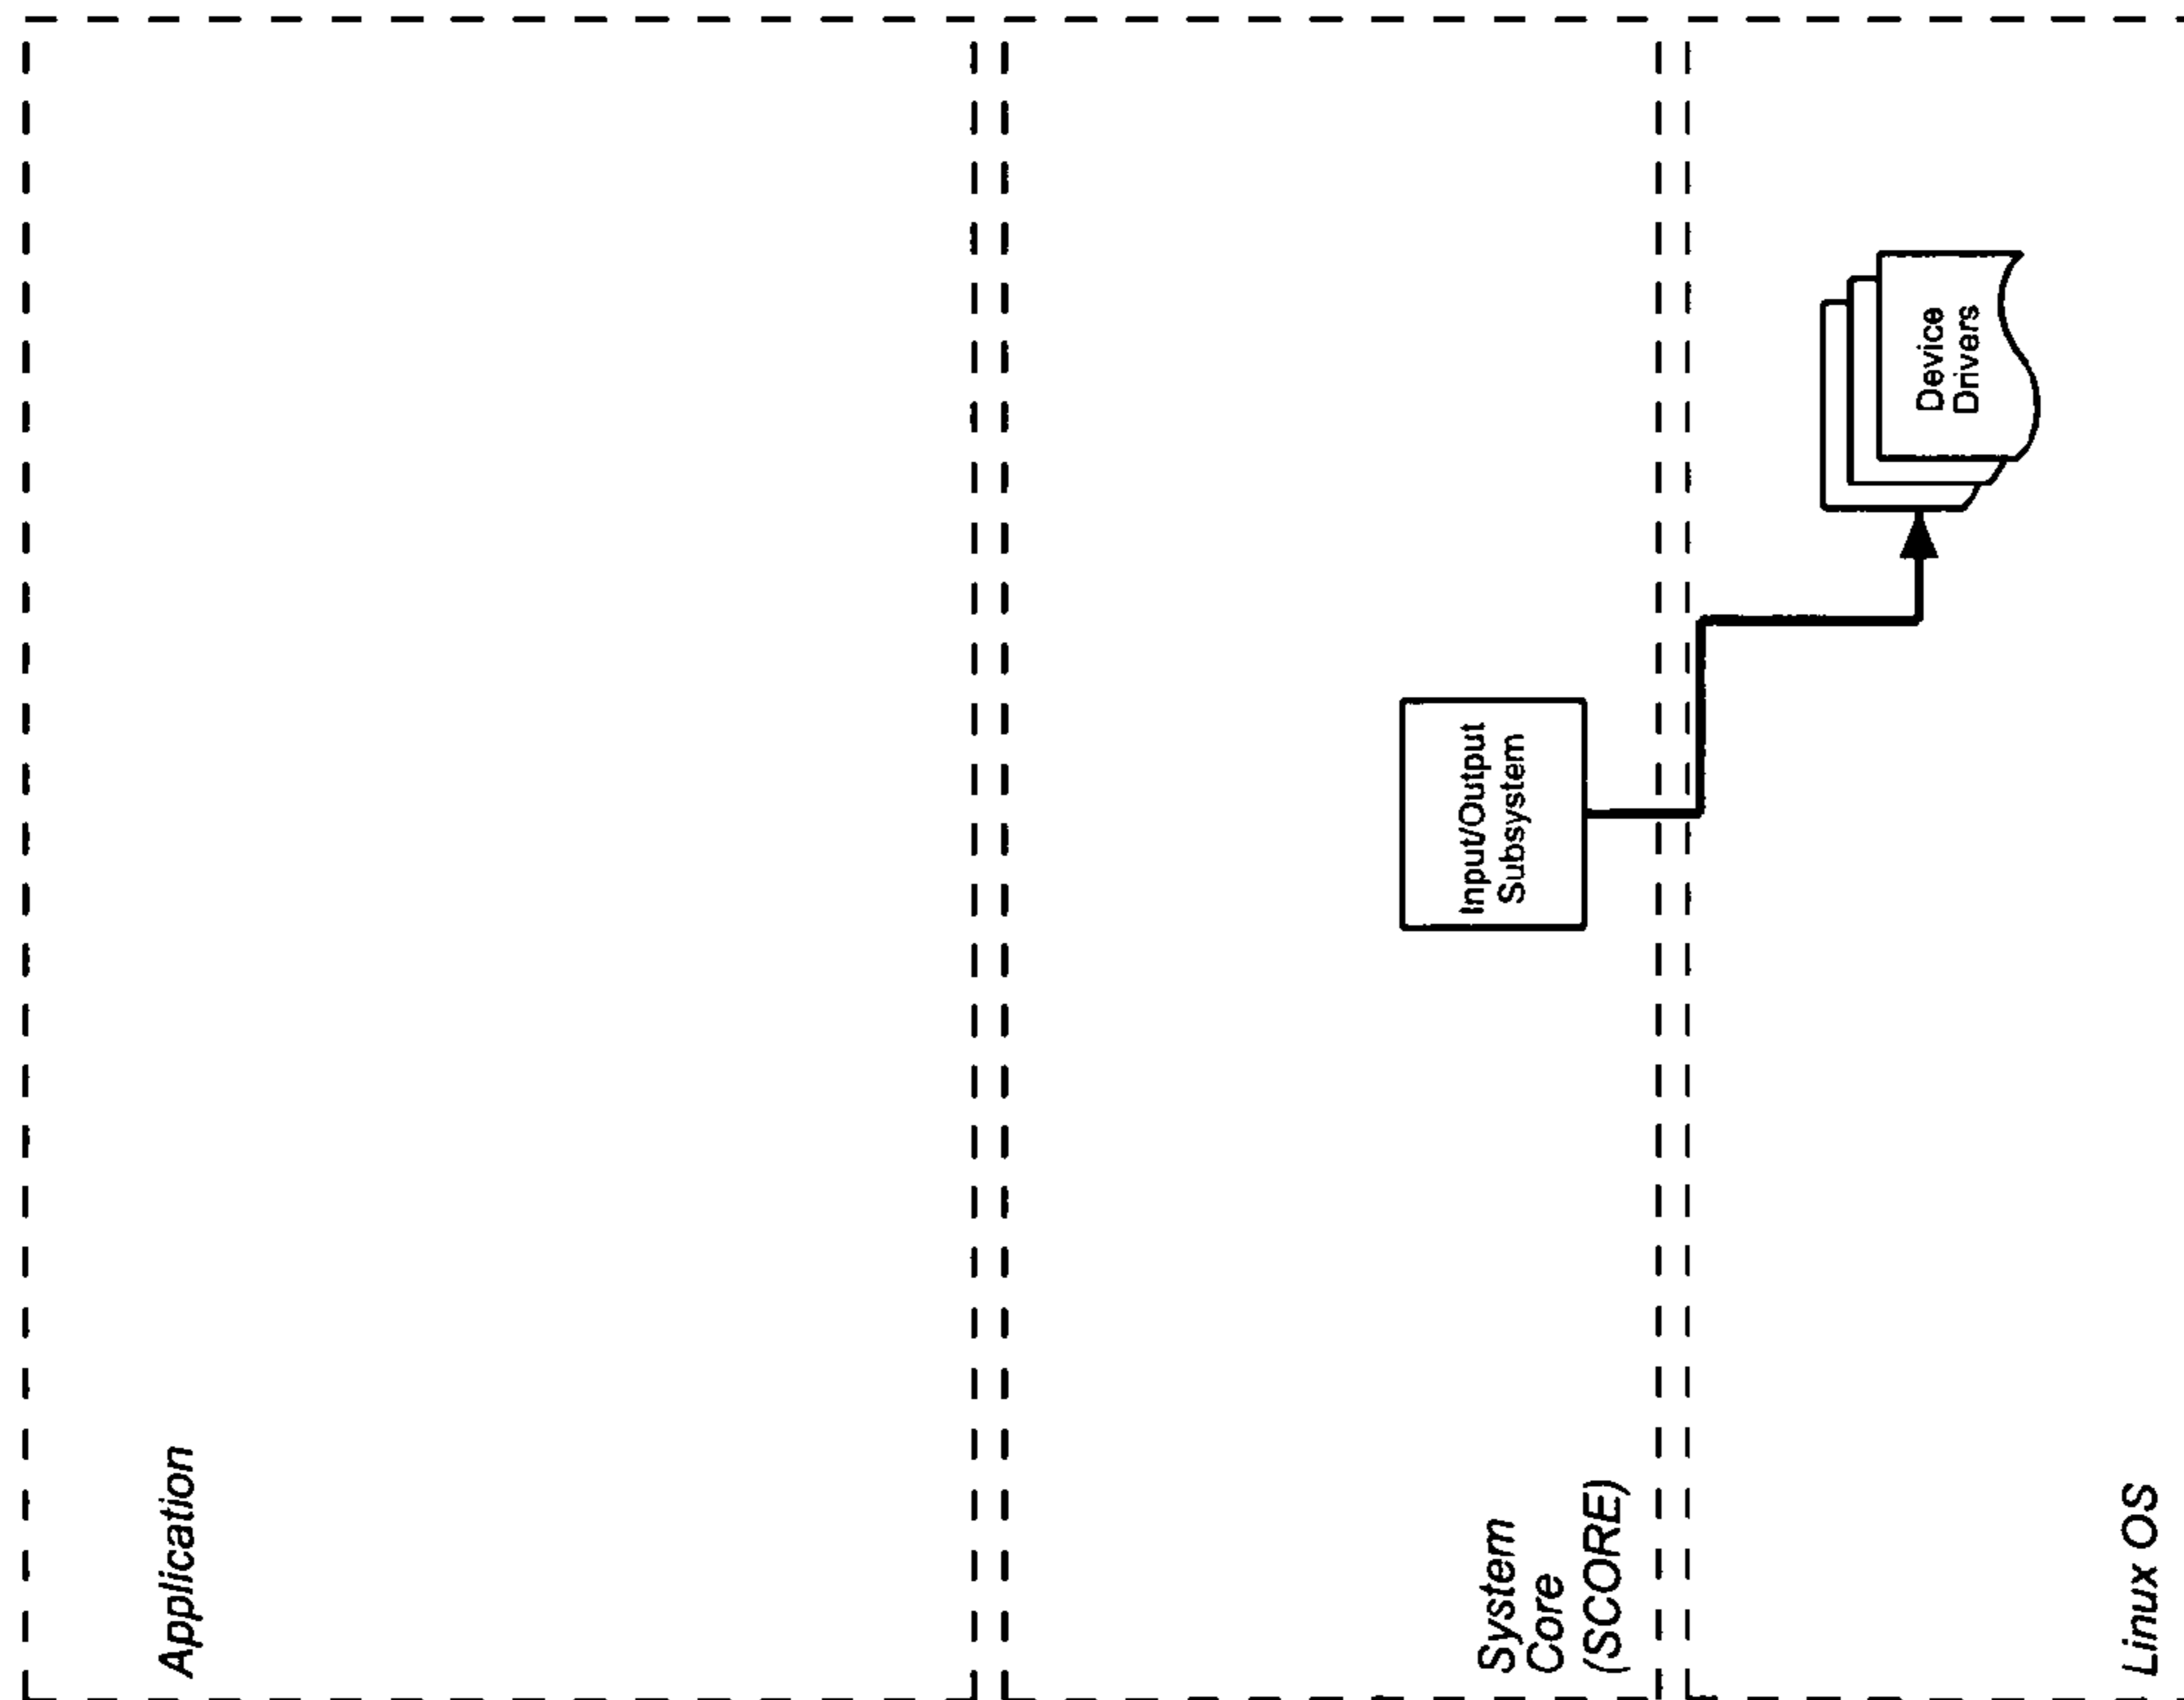 Application
Input/Output
Subsystem
System
Core
(SCORE)
Device
Drivers
Linux OS